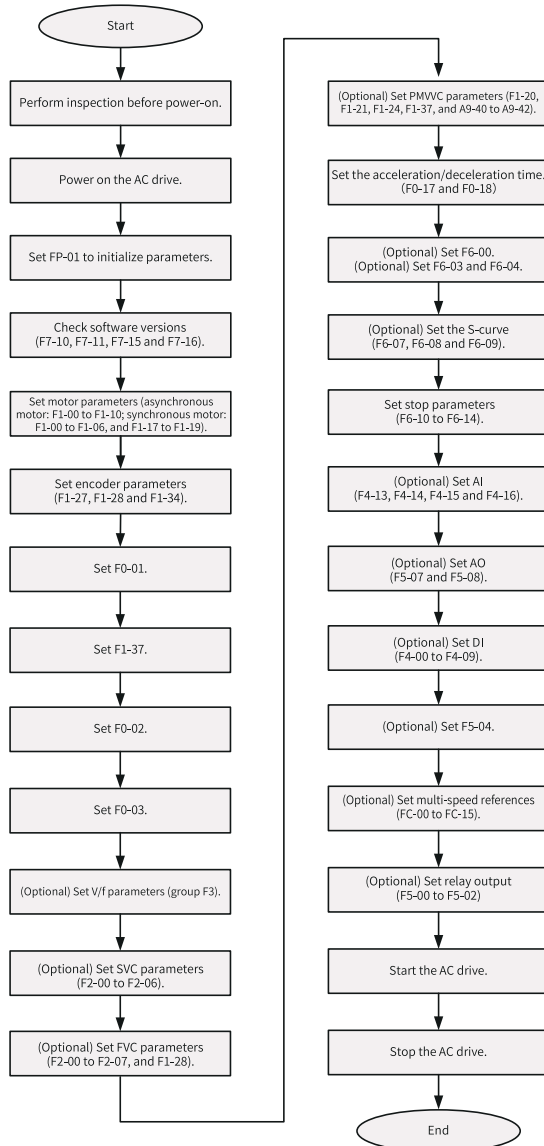 Start
Perform inspection before power-on.
Power on the AC drive.
Set FP-01 to initialize parameters.
Check software versions
(F7-10, F7-11, F7-15 and F7-16).
Set motor parameters (asynchronous
motor: F1-00 to F1-10; synchronous motor:
F1-00 to F1-06, and F1-17 to F1-19).
Set encoder parameters
(F1-27, F1-28 and F1-34).
Set F0-01.
Set F1-37.
Set F0-02.
Set F0-03.
(Optional) Set V/f parameters (group F3).
(Optional) Set SVC parameters
(F2-00 to F2-06).
(Optional) Set FVC parameters
(F2-00 to F2-07, and F1-28).
(Optional) Set PMVVC parameters (F1-20,
F1-21, F1-24, F1-37, and A9-40 to A9-42).
Set the acceleration/deceleration time.
(F0-17 and F0-18)
(Optional) Set F6-00.
(Optional) Set F6-03 and F6-04.
(Optional) Set the S-curve
(F6-07, F6-08 and F6-09).
Set stop parameters
(F6-10 to F6-14).
(Optional) Set AI
(F4-13, F4-14, F4-15 and F4-16).
(Optional) Set AO
(F5-07 and F5-08).
(Optional) Set DI
(F4-00 to F4-09).
(Optional) Set F5-04.
(Optional) Set multi-speed references
(FC-00 to FC-15).
(Optional) Set relay output
(F5-00 to F5-02)
Start the AC drive.
Stop the AC drive.
End